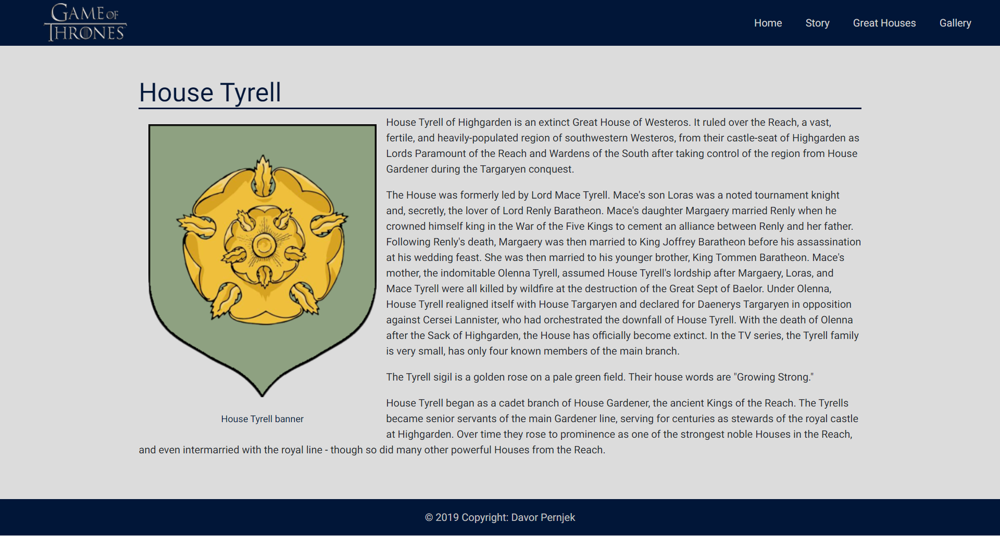 GAME OF
THRONES
Home Story Great Houses Gallery
House Tyrell
House Tyrell of Highgarden is an extinct Great House of Westeros. It ruled over the Reach, a vast,
fertile, and heavily-populated region of southwestern Westeros, from their castle-seat of Highgarden as
Lords Paramount of the Reach and Wardens of the South after taking control of the region from House
Gardener during the Targaryen conquest.
The House was formerly led by Lord Mace Tyrell. Mace's son Loras was a noted tournament knight
and, secretly, the lover of Lord Renly Baratheon. Mace's daughter Margaery married Renly when he
crowned himself king in the War of the Five Kings to cement an alliance between Renly and her father.
Following Renly's death, Margaery was then married to King Joffrey Baratheon before his assassination
at his wedding feast. She was then married to his younger brother, King Tommen Baratheon. Mace's
mother, the indomitable Olenna Tyrell, assumed House Tyrell's lordship after Margaery, Loras, and
Mace Tyrell were all killed by wildfire at the destruction of the Great Sept of Baelor. Under Olenna,
House Tyrell realigned itself with House Targaryen and declared for Daenerys Targaryen in opposition
against Cersei Lannister, who had orchestrated the downfall of House Tyrell. With the death of Olenna
after the Sack of Highgarden, the House has officially become extinct. In the TV series, the Tyrell family
is very small, has only four known members of the main branch.
The Tyrell sigil is a golden rose on a pale green field. Their house words are "Growing Strong."
House Tyrell began as a cadet branch of House Gardener, the ancient Kings of the Reach. The Tyrells
became senior servants of the main Gardener line, serving for centuries as stewards of the royal castle
at Highgarden. Over time they rose to prominence as one of the strongest noble Houses in the Reach,
and even intermarried with the royal line - though so did many other powerful Houses from the Reach.
House Tyrell banner
© 2019 Copyright: Davor Pernjek